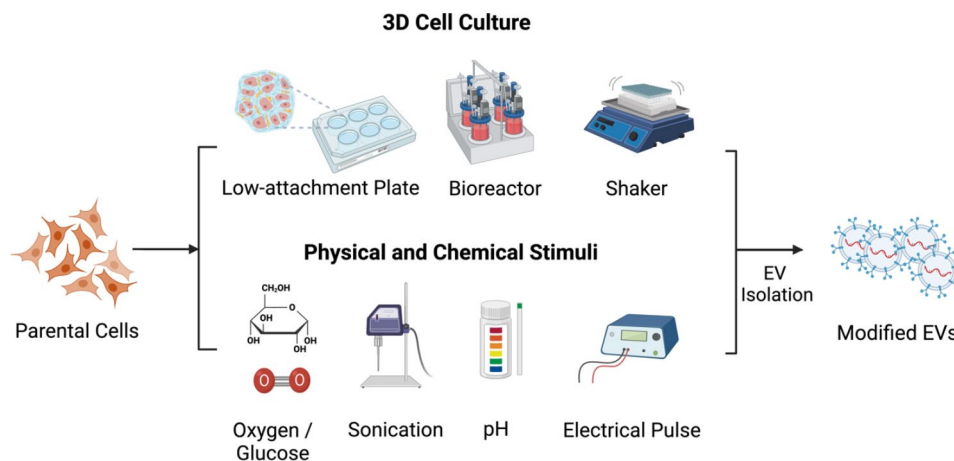 3D Cell Culture
Low-attachment Plate
Bioreactor
Shaker
Parental Cells
Physical and Chemical Stimuli
CH₂OH
O
OH
OH
OH
OH
O O
Oxygen /
Glucose
Sonication
pH
Electrical Pulse
EV
Isolation
Modified EVs